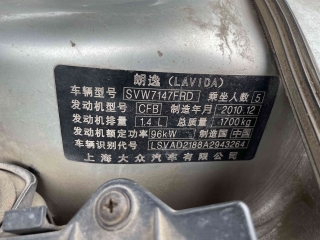 朗逸 (LAVIDA)
车辆型号 SVW7147FRD 乘坐人数 5
发动机型号 CFB 制造年月 2010.12
发动机排量 1.4 L 总质量 1700kg
发动机额定功率 96kW 制造国 中国
车辆识别代号 LSVAD2188A2943264
上海大众汽车有限公司